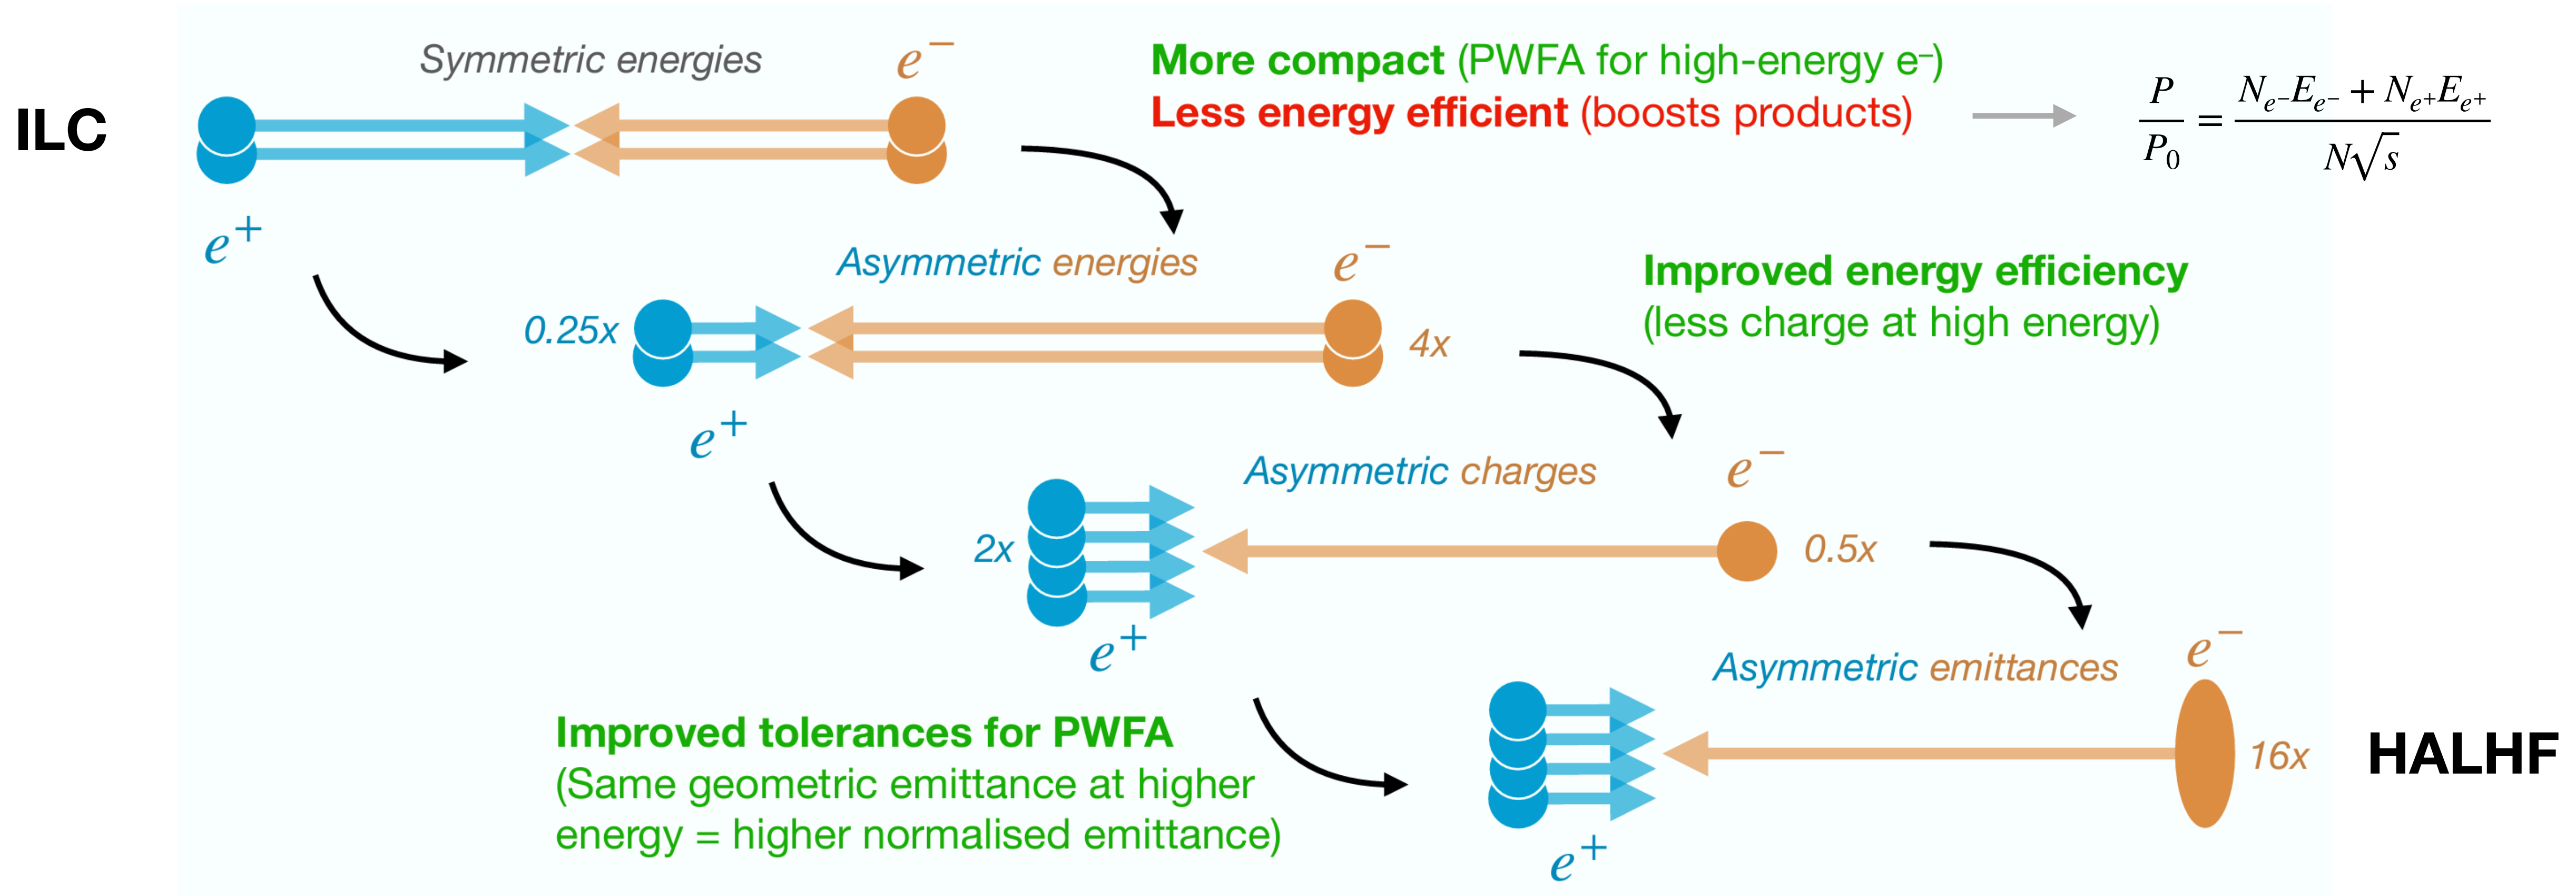 Symmetric energies
e⁻
ILC
e⁺
More compact (PWFA for high-energy e⁻)
Less energy efficient (boosts products)
P/P₀ = (Nₑ⁻Eₑ⁻ + Nₑ⁺Eₑ⁺)/(N√s)
Asymmetric energies
e⁻
0.25x
4x
e⁺
Improved energy efficiency
(less charge at high energy)
Asymmetric charges
e⁻
2x
0.5x
e⁺
Asymmetric emittances
e⁻
16x
e⁺
HALHF
Improved tolerances for PWFA
(Same geometric emittance at higher
energy = higher normalised emittance)